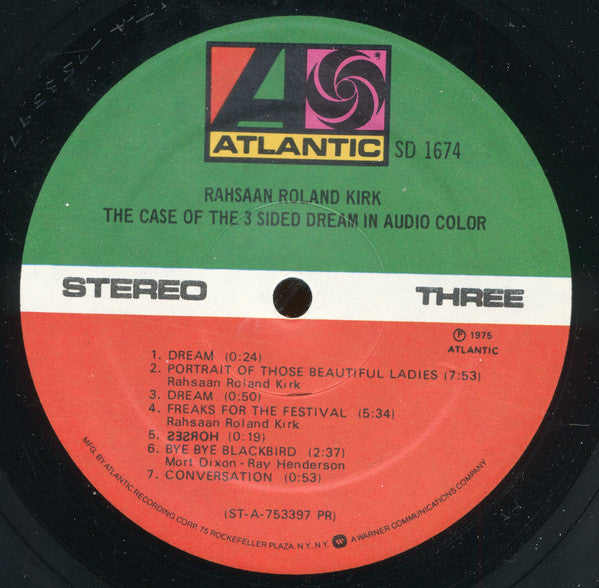 ATLANTIC
SD 1674
RAHSAAN ROLAND KIRK
THE CASE OF THE 3 SIDED DREAM IN AUDIO COLOR
STEREO
THREE
Ⓟ 1975
ATLANTIC
1. DREAM (0:24)
2. PORTRAIT OF THOSE BEAUTIFUL LADIES (7:53)
Rahsaan Roland Kirk
3. DREAM (0:50)
4. FREAKS FOR THE FESTIVAL (5:34)
Rahsaan Roland Kirk
5. HORSES (0:19)
6. BYE BYE BLACKBIRD (2:37)
Mort Dixon - Ray Henderson
7. CONVERSATION (0:53)
(ST-A-753397 PR)
MFG. BY ATLANTIC RECORDING CORP. 75 ROCKEFELLER PLAZA, N.Y., N.Y. A WARNER COMMUNICATIONS COMPANY